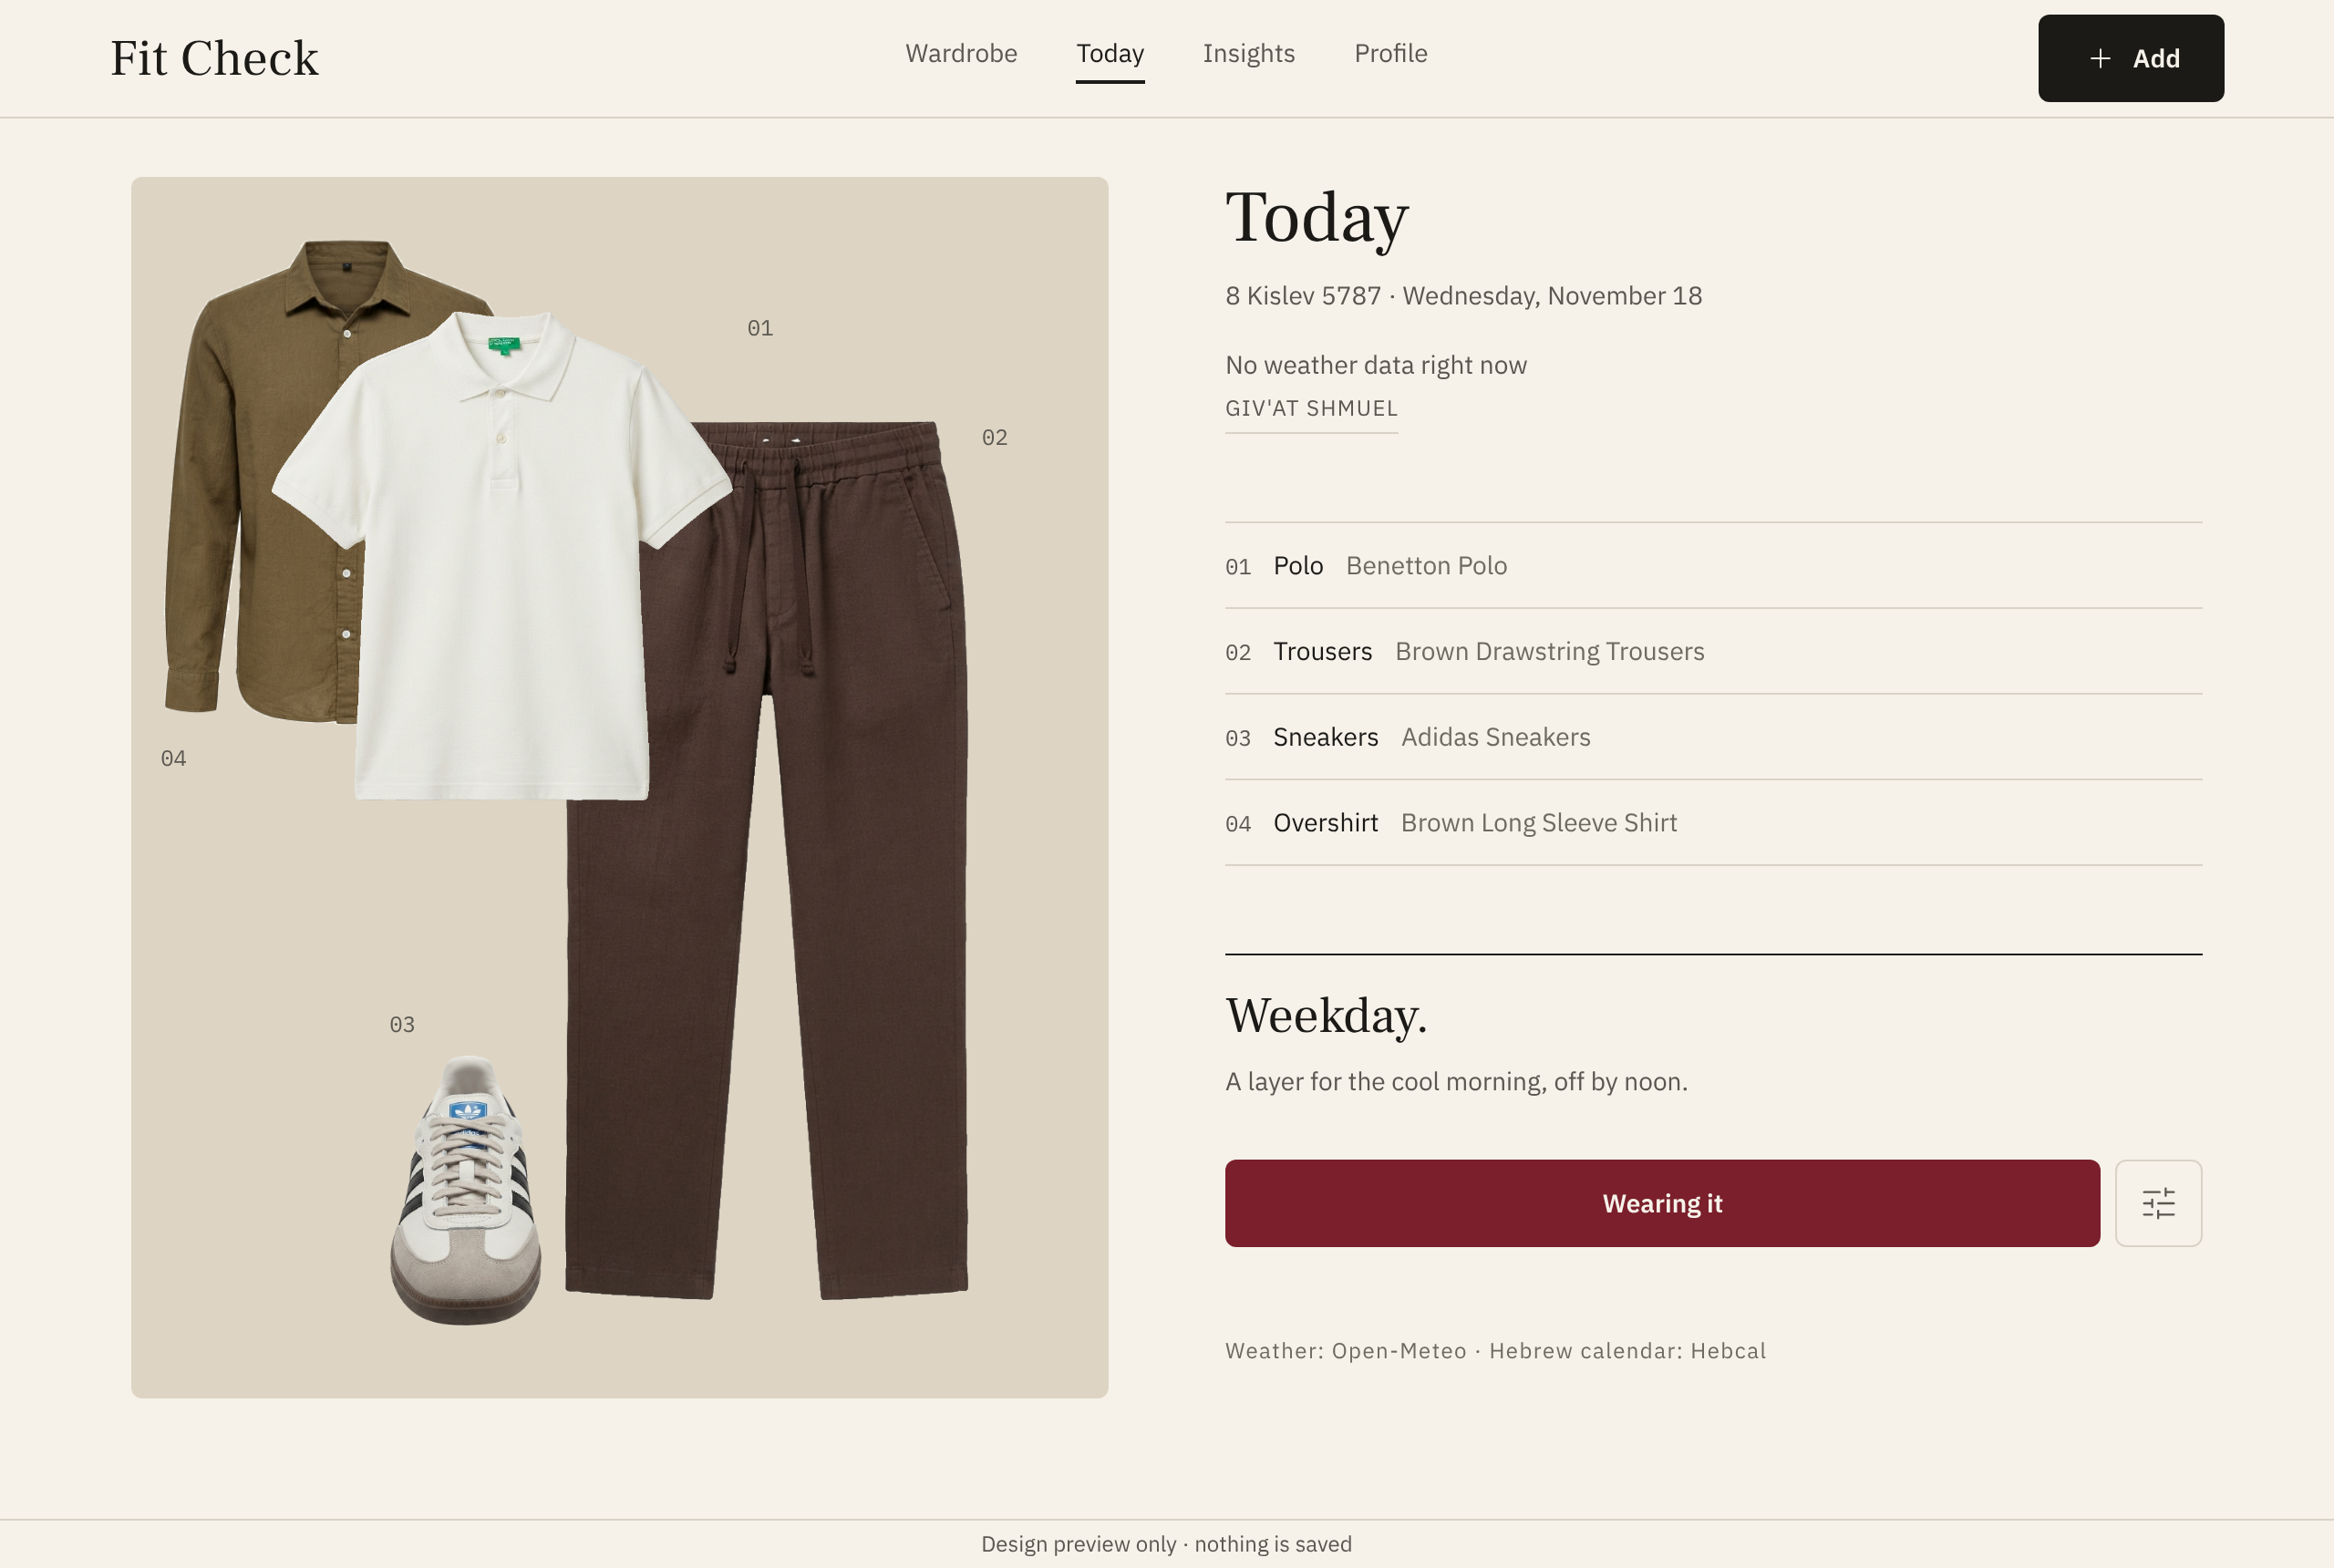 Fit Check
Wardrobe
Today
Insights
Profile
+ Add
01
02
04
03
Today
8 Kislev 5787 · Wednesday, November 18
No weather data right now
GIV'AT SHMUEL
01 Polo Benetton Polo
02 Trousers Brown Drawstring Trousers
03 Sneakers Adidas Sneakers
04 Overshirt Brown Long Sleeve Shirt
Weekday.
A layer for the cool morning, off by noon.
Wearing it
Weather: Open-Meteo · Hebrew calendar: Hebcal
Design preview only · nothing is saved